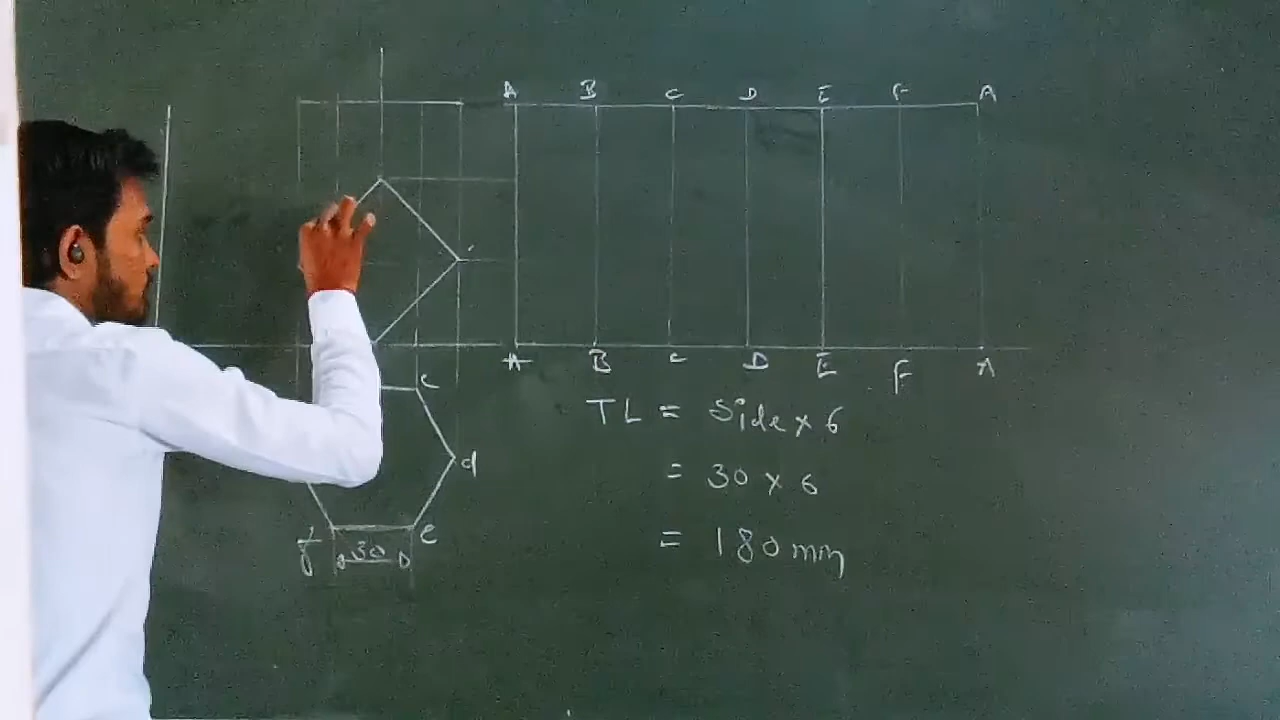 A B C D E F A
A B C D E F A
TL = Side × 6
= 30 × 6
= 180 mm
c
d
e
f
30